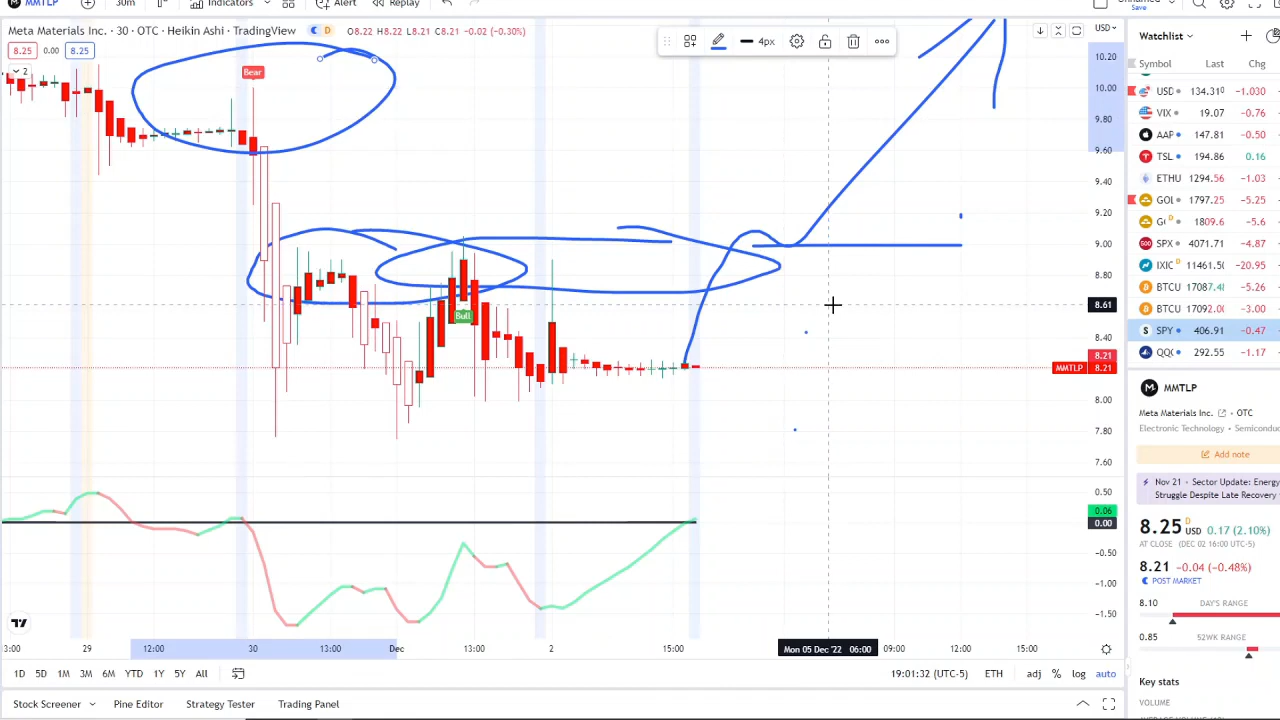 MMTLP 30m Indicators Alert Replay Unnamed
Save
Meta Materials Inc. · 30 · OTC · Heikin Ashi · TradingView D O8.22 H8.22 L8.21 C8.21 -0.02 (-0.30%)
8.25 0.00 8.25
2
4px
USD
Bear
Bull
10.20
10.00
9.80
9.60
9.40
9.20
9.00
8.80
8.61
8.40
8.21
MMTLP 8.21
8.00
7.80
7.60
0.50
0.06
0.00
-0.50
-1.00
-1.50
3:00 29 12:00 30 13:00 Dec 13:00 2 15:00 Mon 05 Dec '22 06:00 09:00 12:00 15:00
1D 5D 1M 3M 6M YTD 1Y 5Y All 19:01:32 (UTC-5) ETH adj % log auto
Stock Screener Pine Editor Strategy Tester Trading Panel
Watchlist
Symbol Last Chg
USD 134.310 -1.030
VIX 19.07 -0.76
AAP 147.81 -0.50
TSL 194.86 0.16
ETHU 1294.56 -1.03
GOL 1797.25 -5.25
D 1809.6 -5.6
SPX 4071.71 -4.87
IXIC D 11461.50 -20.95
BTCU 17087.48 -5.26
BTCU 17092.00 -3.00
SPY 406.91 -0.47
QQC 292.55 -1.17
MMTLP
Meta Materials Inc. · OTC
Electronic Technology · Semiconduc
Add note
Nov 21 · Sector Update: Energy
Struggle Despite Late Recovery
8.25 D USD 0.17 (2.10%)
AT CLOSE (DEC 02 16:00 UTC-5)
8.21 -0.04 (-0.48%)
POST MARKET
8.10 DAY'S RANGE
0.85 52WK RANGE
Key stats
VOLUME